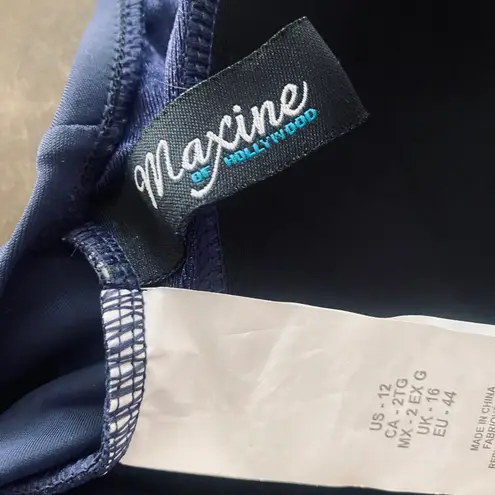 Maxine
OF HOLLYWOOD
US - 12
CA - 2TG
MX - 2 EX G
UK - 16
EU - 44
MADE IN CHINA